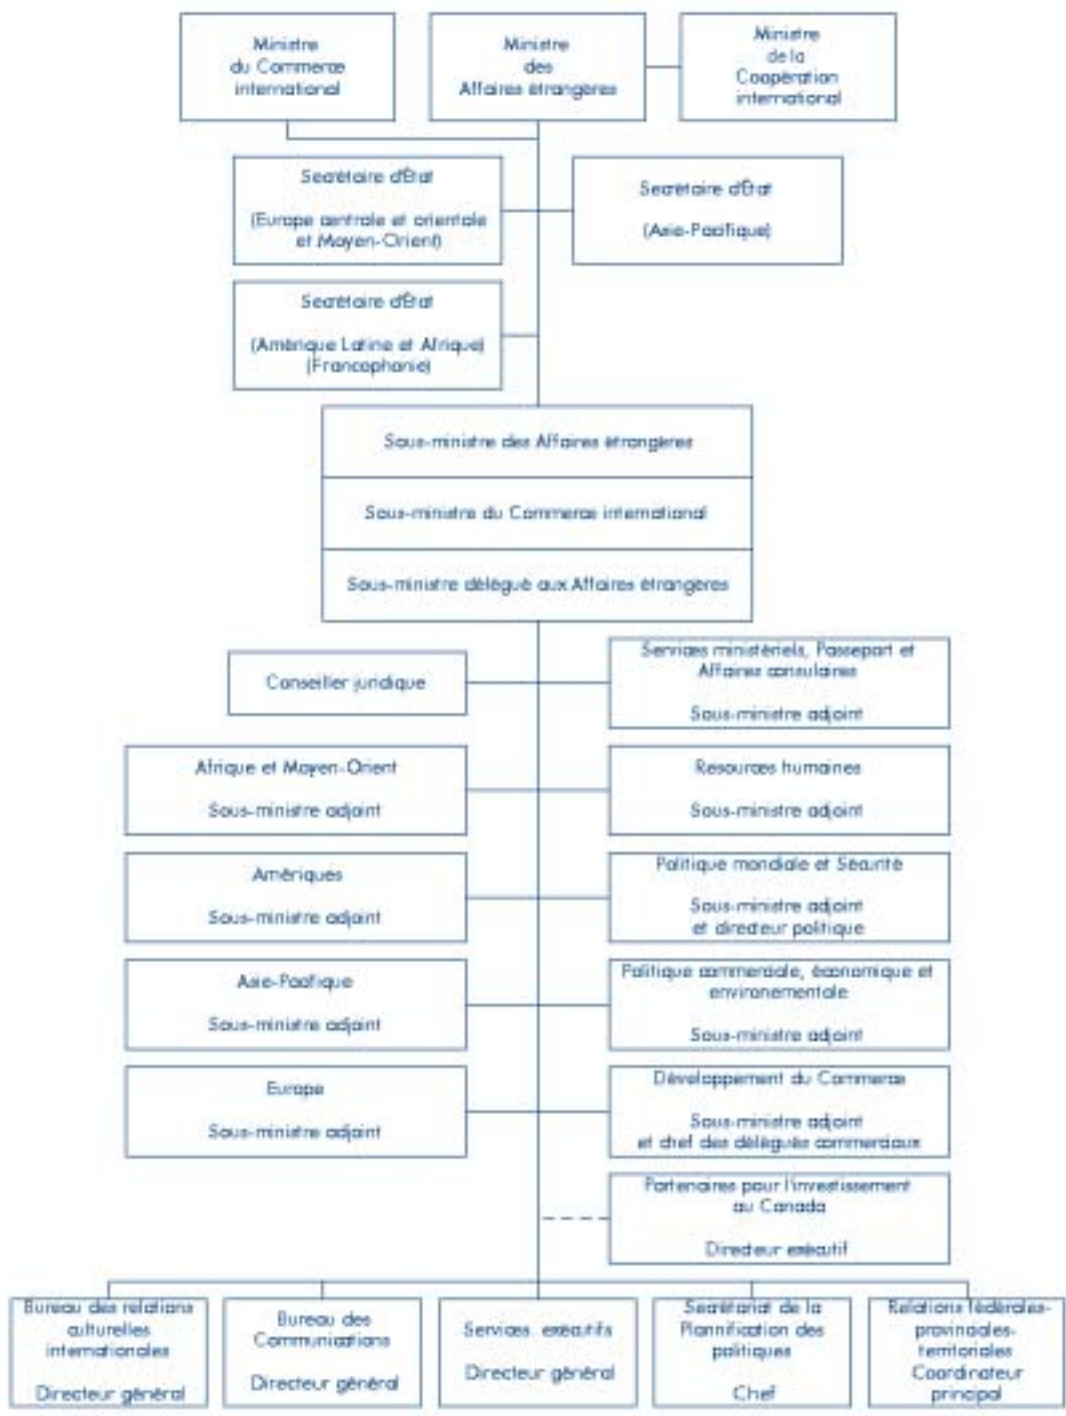 Ministre
du Commerce
international
Ministre
des
Affaires étrangères
Ministre
de la
Coopération
international
Secrétaire d'État
(Europe centrale et orientale
et Moyen-Orient)
Secrétaire d'État
(Asie-Pacifique)
Secrétaire d'État
(Amérique Latine et Afrique)
(Francophonie)
Sous-ministre des Affaires étrangères
Sous-ministre du Commerce international
Sous-ministre délégué aux Affaires étrangères
Conseiller juridique
Services ministériels, Passeport et
Affaires consulaires
Sous-ministre adjoint
Afrique et Moyen-Orient
Sous-ministre adjoint
Resources humaines
Sous-ministre adjoint
Amériques
Sous-ministre adjoint
Politique mondiale et Sécurité
Sous-ministre adjoint
et directeur politique
Asie-Pacifique
Sous-ministre adjoint
Politique commerciale, économique et
environementale
Sous-ministre adjoint
Europe
Sous-ministre adjoint
Développement du Commerce
Sous-ministre adjoint
et chef des délégués commerciaux
Partenaires pour l'investissement
au Canada
Directeur exécutif
Bureau des relations
culturelles
internationales
Directeur général
Bureau des
Communications
Directeur général
Services exécutifs
Directeur général
Secrétariat de la
Plannification des
politiques
Chef
Relations fédérales-
provinciales-
territoriales
Coordinateur
principal